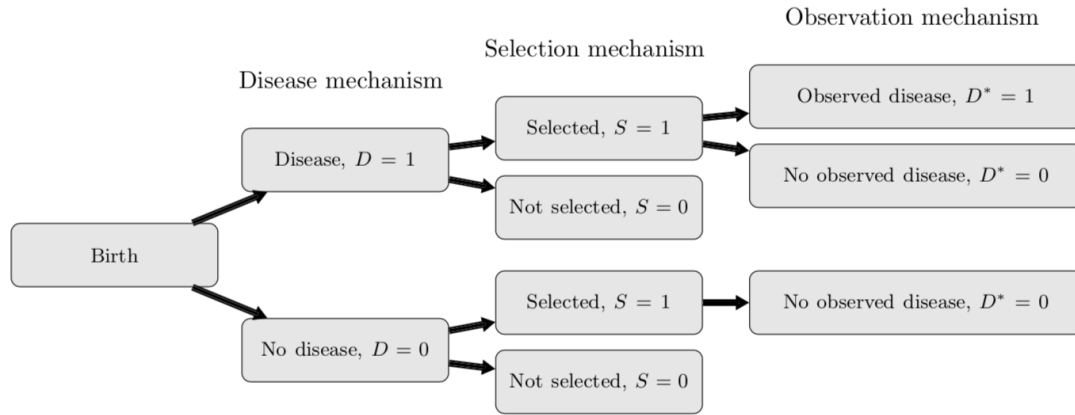 Observation mechanism
Selection mechanism
Disease mechanism
Observed disease, D* = 1
Selected, S = 1
Disease, D = 1
No observed disease, D* = 0
Not selected, S = 0
Birth
Selected, S = 1
No observed disease, D* = 0
No disease, D = 0
Not selected, S = 0